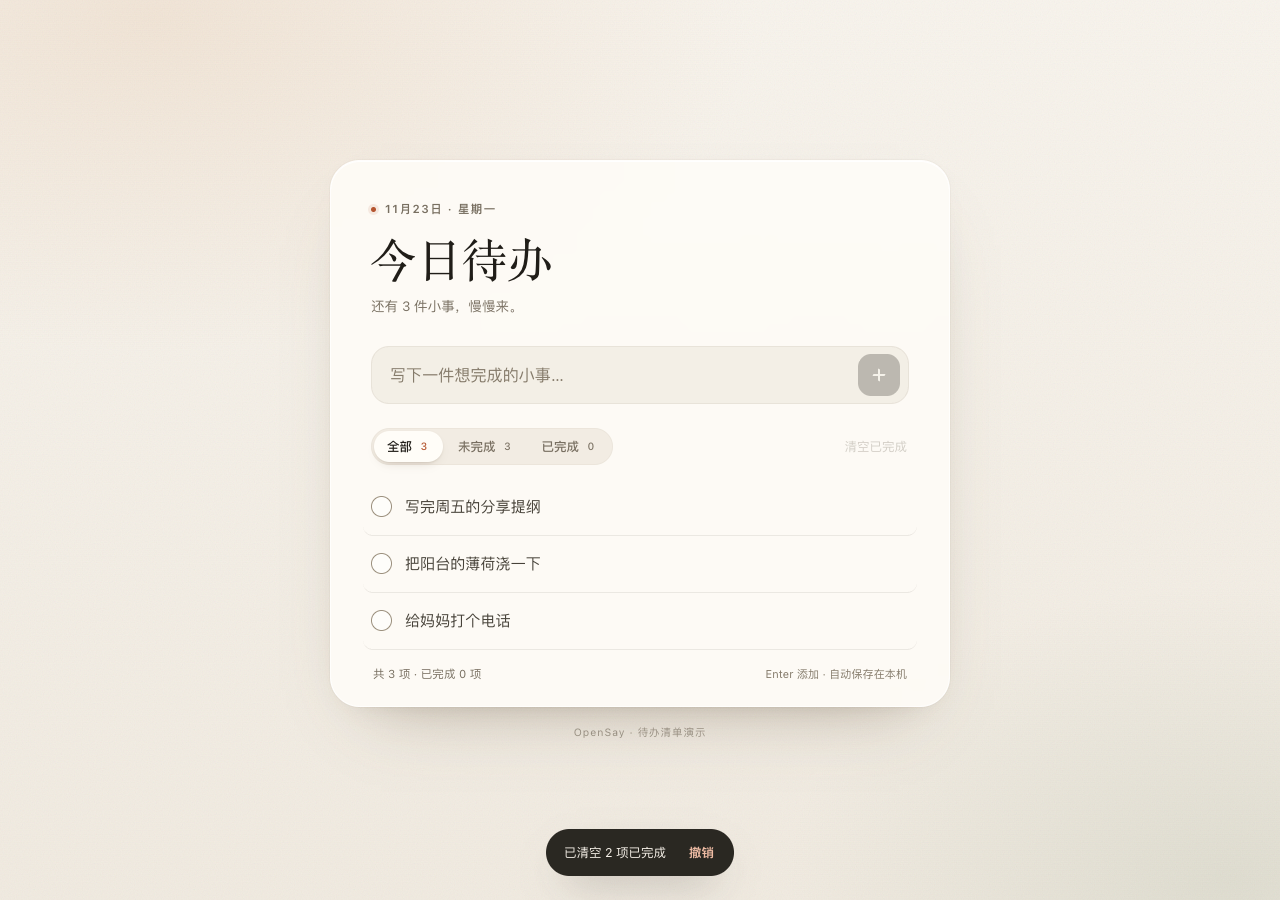 11月23日 · 星期一
今日待办
还有 3 件小事，慢慢来。
写下一件想完成的小事...
全部 3 未完成 3 已完成 0 清空已完成
写完周五的分享提纲
把阳台的薄荷浇一下
给妈妈打个电话
共 3 项 · 已完成 0 项 Enter 添加 · 自动保存在本机
OpenSay · 待办清单演示
已清空 2 项已完成 撤销